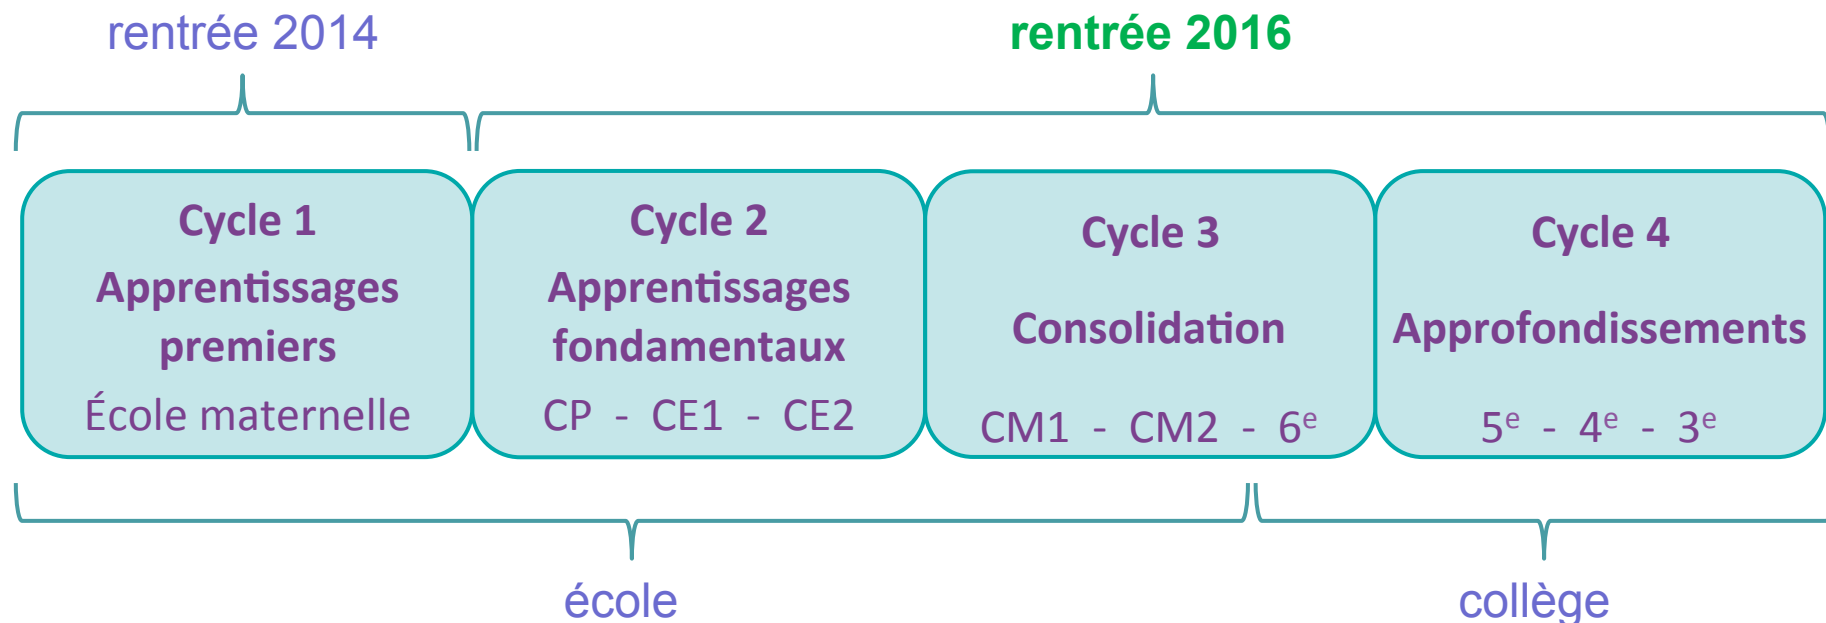 rentrée 2014
rentrée 2016
Cycle 1
Apprentissages
premiers
École maternelle
Cycle 2
Apprentissages
fondamentaux
CP - CE1 - CE2
Cycle 3
Consolidation
CM1 - CM2 - 6e
Cycle 4
Approfondissements
5e - 4e - 3e
école
collège